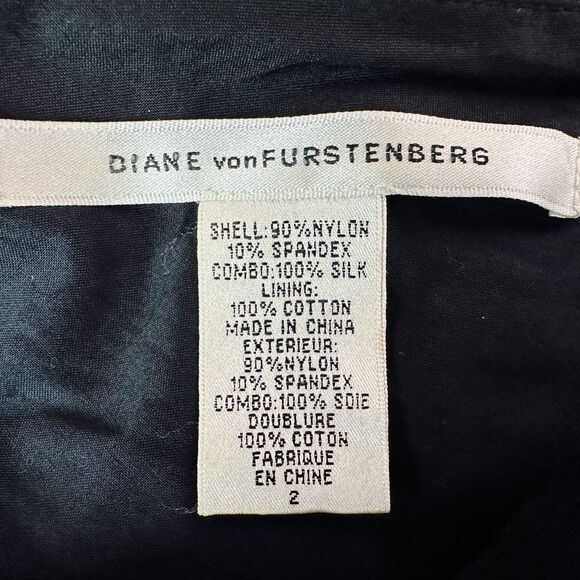 DIANE vonFURSTENBERG
SHELL:90%NYLON
10% SPANDEX
COMBO:100% SILK
LINING:
100% COTTON
MADE IN CHINA
EXTERIEUR:
90%NYLON
10% SPANDEX
COMBO:100% SOIE
DOUBLURE
100% COTON
FABRIQUE
EN CHINE
2